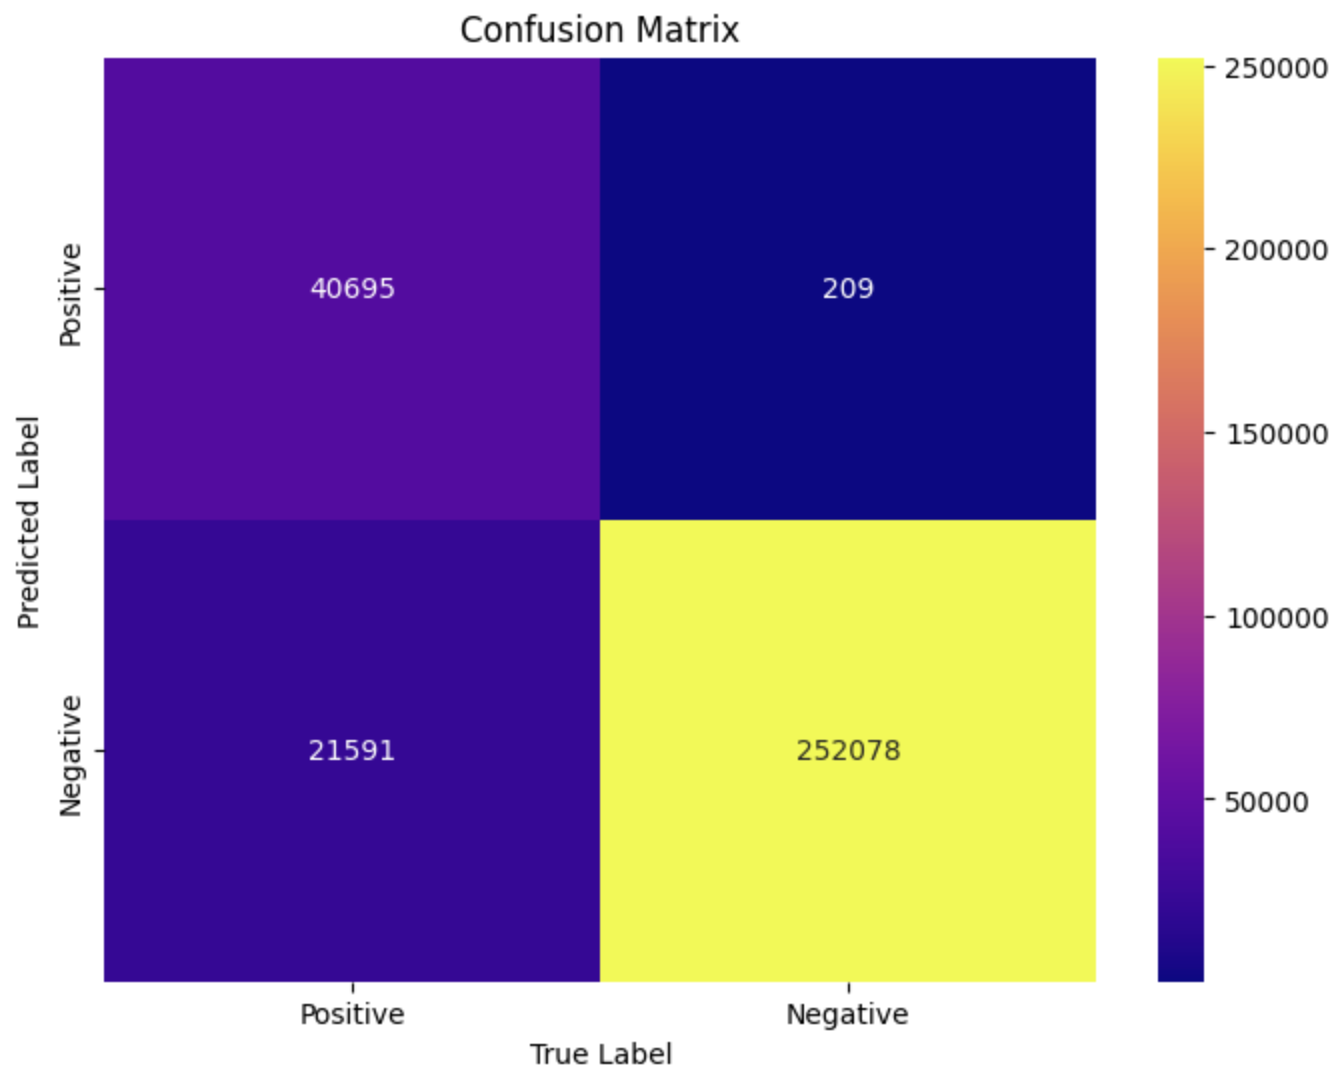 Confusion Matrix
Positive
Negative
Predicted Label
40695
209
21591
252078
Positive
Negative
True Label
250000
200000
150000
100000
50000